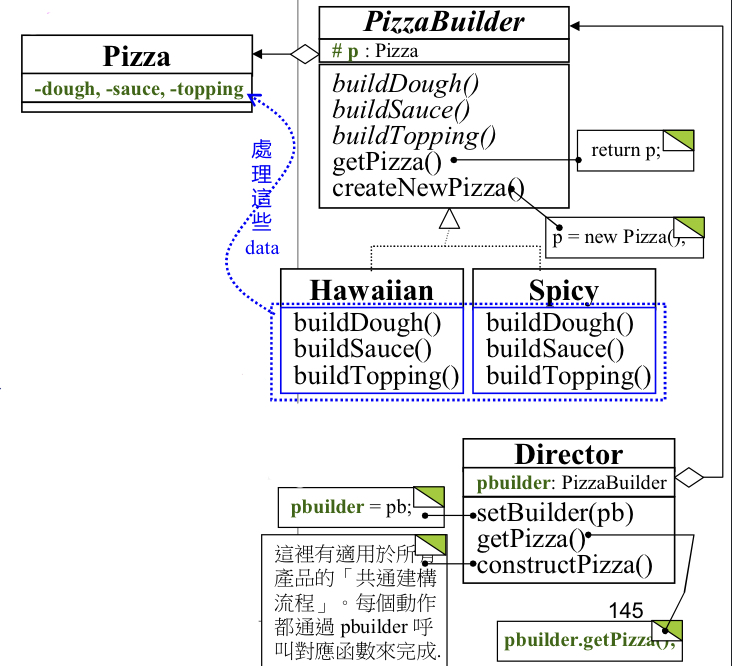 PizzaBuilder
# p : Pizza
buildDough()
buildSauce()
buildTopping()
getPizza()
createNewPizza()
Pizza
-dough, -sauce, -topping
處
理
這
些
data
return p;
p = new Pizza();
Hawaiian
buildDough()
buildSauce()
buildTopping()
Spicy
buildDough()
buildSauce()
buildTopping()
Director
pbuilder: PizzaBuilder
setBuilder(pb)
getPizza()
constructPizza()
pbuilder = pb;
這裡有適用於所有
產品的「共通建構
流程」。每個動作
都通過 pbuilder 呼
叫對應函數來完成.
145
pbuilder.getPizza();